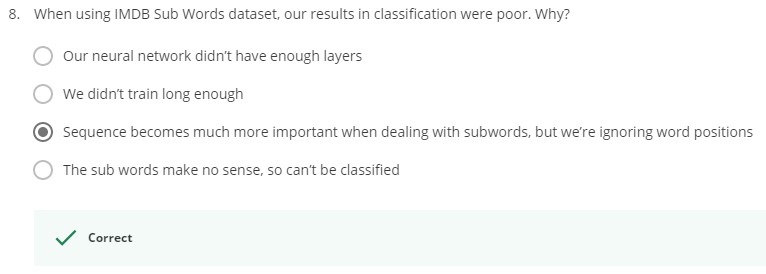 8. When using IMDB Sub Words dataset, our results in classification were poor. Why?
Our neural network didn't have enough layers
We didn't train long enough
Sequence becomes much more important when dealing with subwords, but we're ignoring word positions
The sub words make no sense, so can't be classified
Correct